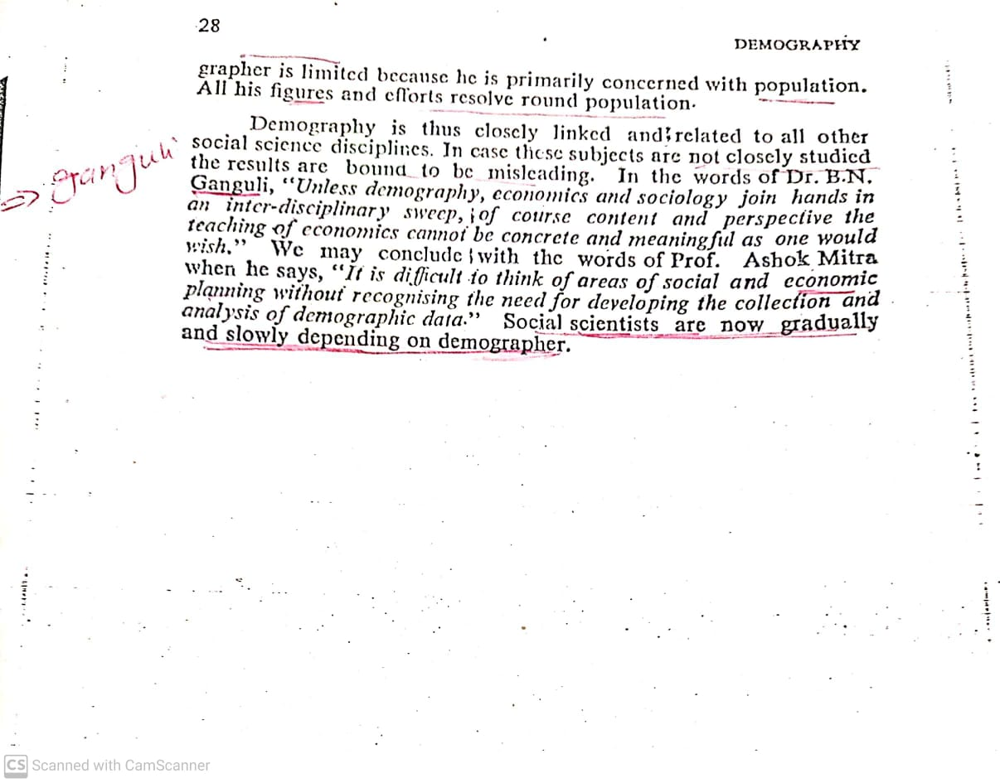 28
DEMOGRAPHY
grapher is limited because he is primarily concerned with population.
All his figures and efforts resolve round population.
Demography is thus closely linked and related to all other
social science disciplines. In case these subjects are not closely studied
the results are bound to be misleading. In the words of Dr. B.N.
Ganguli, “Unless demography, economics and sociology join hands in
an inter-disciplinary sweep, of course content and perspective the
teaching of economics cannot be concrete and meaningful as one would
wish.” We may conclude with the words of Prof. Ashok Mitra
when he says, “It is difficult to think of areas of social and economic
planning without recognising the need for developing the collection and
analysis of demographic data.” Social scientists are now gradually
and slowly depending on demographer.
⇒ Ganguli
CS Scanned with CamScanner